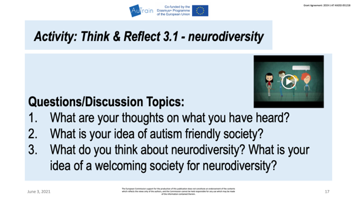 Co-funded by the
Erasmus+ Programme
of the European Union
Activity: Think & Reflect 3.1 - neurodiversity
Questions/Discussion Topics:
1. What are your thoughts on what you have heard?
2. What is your idea of autism friendly society?
3. What do you think about neurodiversity? What is your
idea of a welcoming society for neurodiversity?
June 3, 2021
17